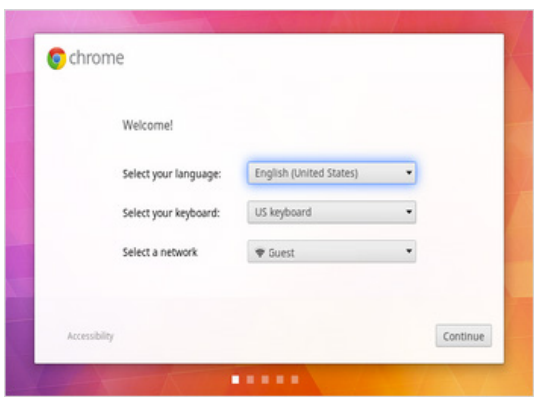 chrome
Welcome!
Select your language: English (United States)
Select your keyboard: US keyboard
Select a network Guest
Accessibility Continue